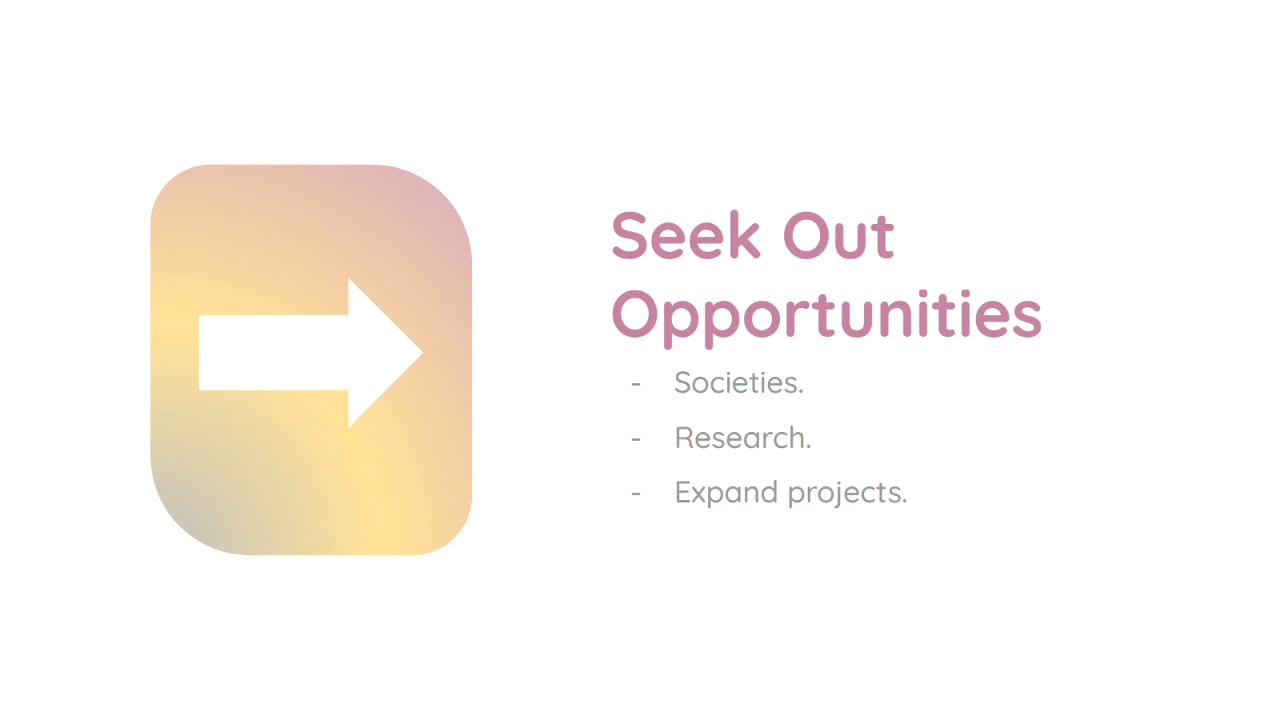 Seek Out
Opportunities
- Societies.
- Research.
- Expand projects.